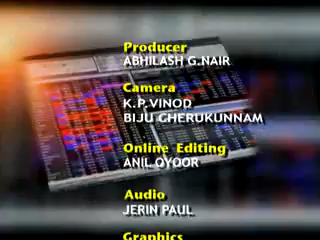 Producer
ABHILASH G.NAIR
Camera
K.P.VINOD
BIJU CHERUKUNNAM
Online Editing
ANIL OYOOR
Audio
JERIN PAUL
Graphics